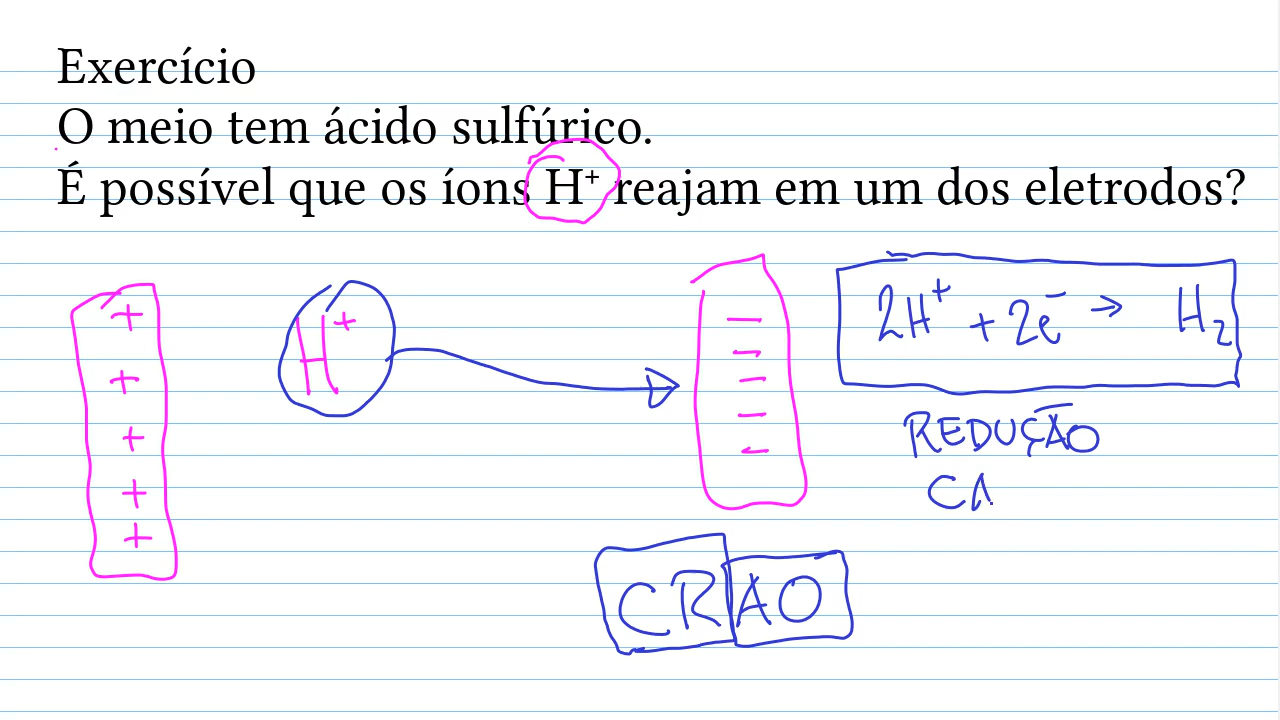 Exercício
O meio tem ácido sulfúrico.
É possível que os íons H⁺ reajam em um dos eletrodos?
+
+
+
+
+
H⁺
−
−
−
−
−
2H⁺ + 2e⁻ → H₂
REDUÇÃO
CA
CRAO